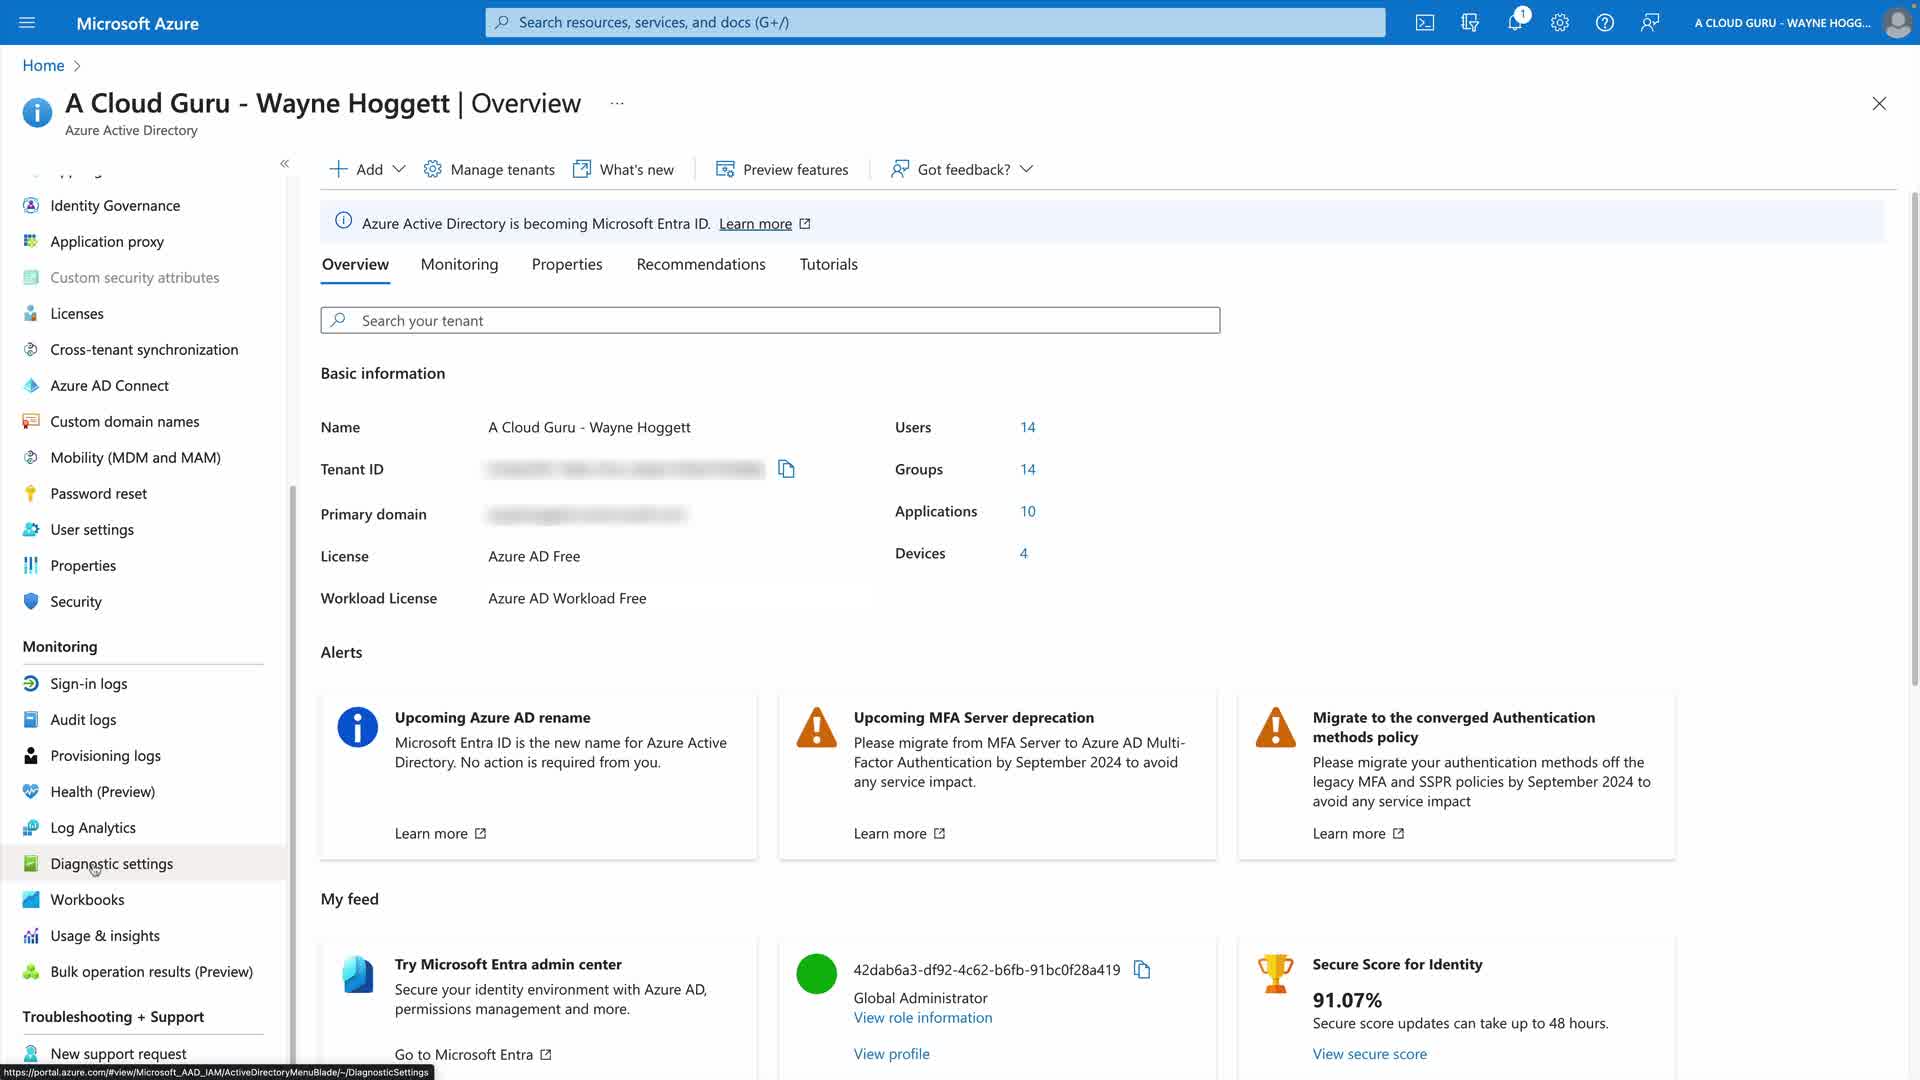 Microsoft Azure
Search resources, services, and docs (G+/)
1
A CLOUD GURU - WAYNE HOGG...
Home
A Cloud Guru - Wayne Hoggett | Overview
...
Azure Active Directory
Add
Manage tenants
What's new
Preview features
Got feedback?
Identity Governance
Application proxy
Custom security attributes
Licenses
Cross-tenant synchronization
Azure AD Connect
Custom domain names
Mobility (MDM and MAM)
Password reset
User settings
Properties
Security
Monitoring
Sign-in logs
Audit logs
Provisioning logs
Health (Preview)
Log Analytics
Diagnostic settings
Workbooks
Usage & insights
Bulk operation results (Preview)
Troubleshooting + Support
New support request
Azure Active Directory is becoming Microsoft Entra ID. Learn more
Overview
Monitoring
Properties
Recommendations
Tutorials
Search your tenant
Basic information
Name A Cloud Guru - Wayne Hoggett
Tenant ID
Primary domain
License Azure AD Free
Workload License Azure AD Workload Free
Users 14
Groups 14
Applications 10
Devices 4
Alerts
Upcoming Azure AD rename
Microsoft Entra ID is the new name for Azure Active
Directory. No action is required from you.
Learn more
Upcoming MFA Server deprecation
Please migrate from MFA Server to Azure AD Multi-
Factor Authentication by September 2024 to avoid
any service impact.
Learn more
Migrate to the converged Authentication
methods policy
Please migrate your authentication methods off the
legacy MFA and SSPR policies by September 2024 to
avoid any service impact
Learn more
My feed
Try Microsoft Entra admin center
Secure your identity environment with Azure AD,
permissions management and more.
Go to Microsoft Entra
42dab6a3-df92-4c62-b6fb-91bc0f28a419
Global Administrator
View role information
View profile
Secure Score for Identity
91.07%
Secure score updates can take up to 48 hours.
View secure score
https://portal.azure.com/#view/Microsoft_AAD_IAM/ActiveDirectoryMenuBlade/~/DiagnosticSettings